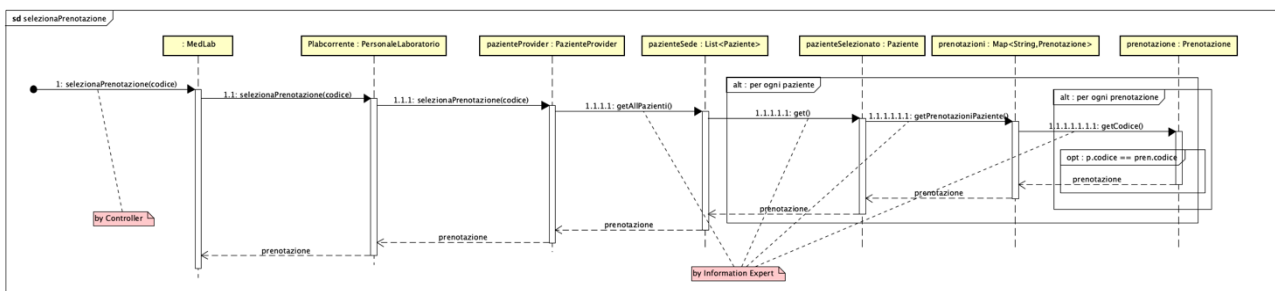 sd selezionaPrenotazione
: MedLab
Plabcorrente : PersonaleLaboratorio
pazienteProvider : PazienteProvider
pazienteSede : List<Paziente>
pazienteSelezionato : Paziente
prenotazioni : Map<String,Prenotazione>
prenotazione : Prenotazione
1: selezionaPrenotazione(codice)
1.1: selezionaPrenotazione(codice)
1.1.1: selezionaPrenotazione(codice)
1.1.1.1: getAllPazienti()
alt : per ogni paziente
1.1.1.1.1: get()
1.1.1.1.1.1: getPrenotazioniPaziente()
alt : per ogni prenotazione
1.1.1.1.1.1.1: getCodice()
opt : p.codice == pren.codice
prenotazione
prenotazione
prenotazione
prenotazione
prenotazione
prenotazione
by Controller
by Information Expert